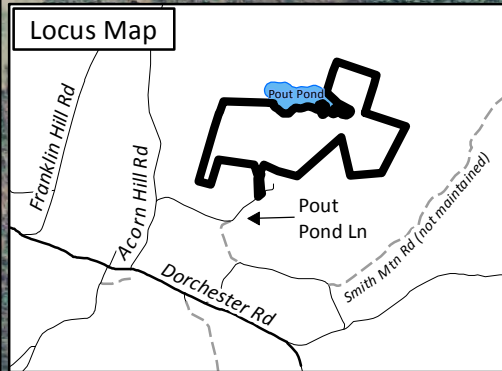 Locus Map
Pout Pond
Franklin Hill Rd
Acorn Hill Rd
Pout
Pond Ln
Smith Mtn Rd (not maintained)
Dorchester Rd